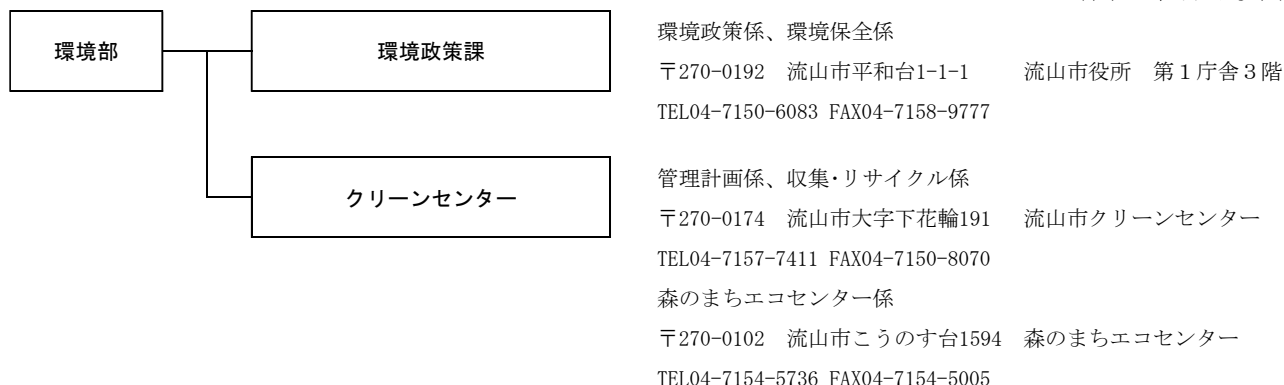 環境部
環境政策課
環境政策係、環境保全係
〒270-0192　流山市平和台1-1-1　　流山市役所　第１庁舎３階
TEL04-7150-6083 FAX04-7158-9777
クリーンセンター
管理計画係、収集・リサイクル係
〒270-0174　流山市大字下花輪191　流山市クリーンセンター
TEL04-7157-7411 FAX04-7150-8070
森のまちエコセンター係
〒270-0102　流山市こうのす台1594　森のまちエコセンター
TEL04-7154-5736 FAX04-7154-5005